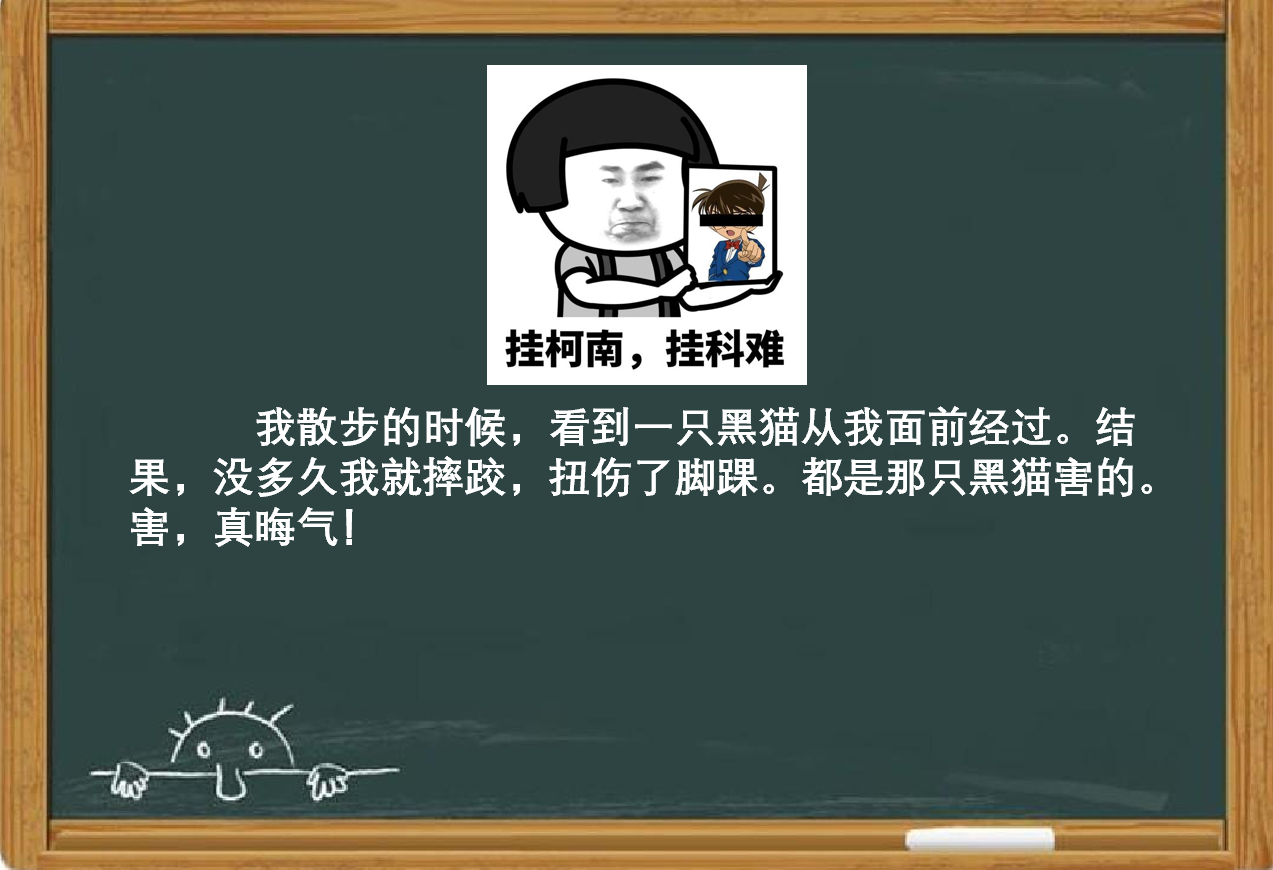 挂柯南，挂科难
我散步的时候，看到一只黑猫从我面前经过。结
果，没多久我就摔跤，扭伤了脚踝。都是那只黑猫害的。
害，真晦气！